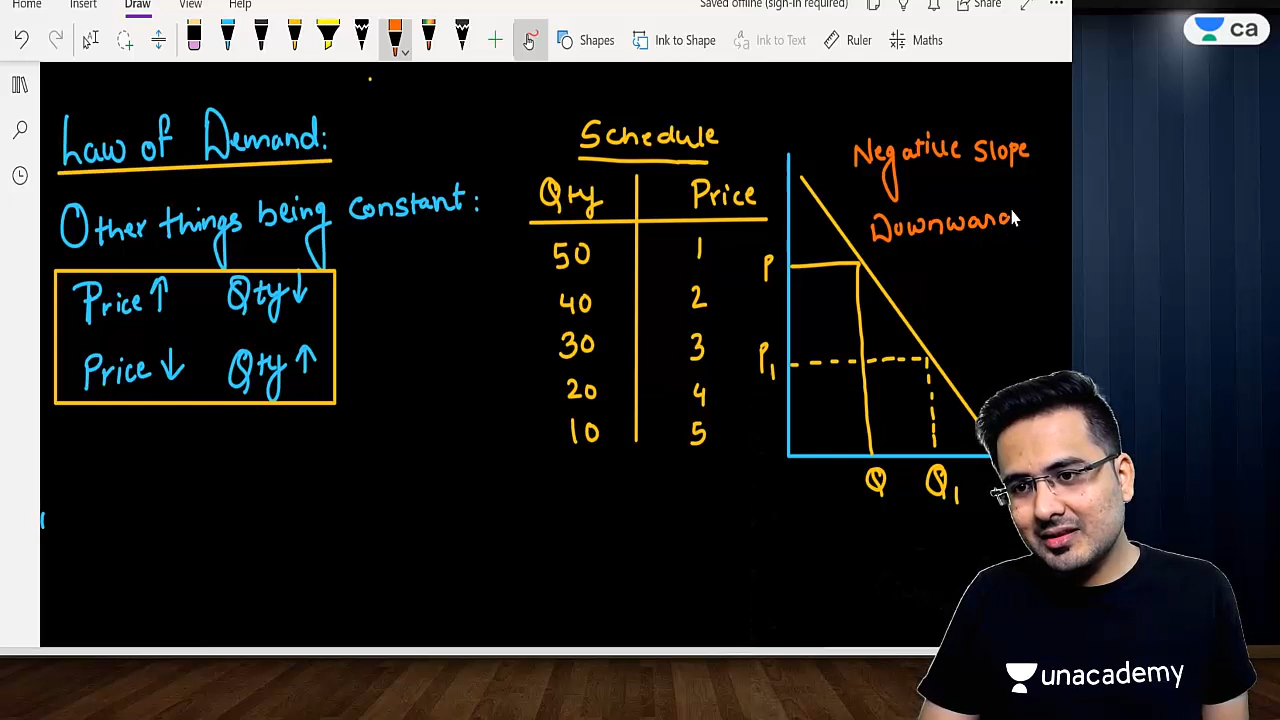 Home Insert Draw View Saved offline (sign-in required) Share
Shapes Ink to Shape Ink to Text Ruler Maths
ca
Law of Demand:
Other things being constant:
Price ↑ Qty ↓
Price ↓ Qty ↑
Schedule
Qty Price
50 1
40 2
30 3
20 4
10 5
Negative Slope
Downward
P
P1
Q Q1
unacademy